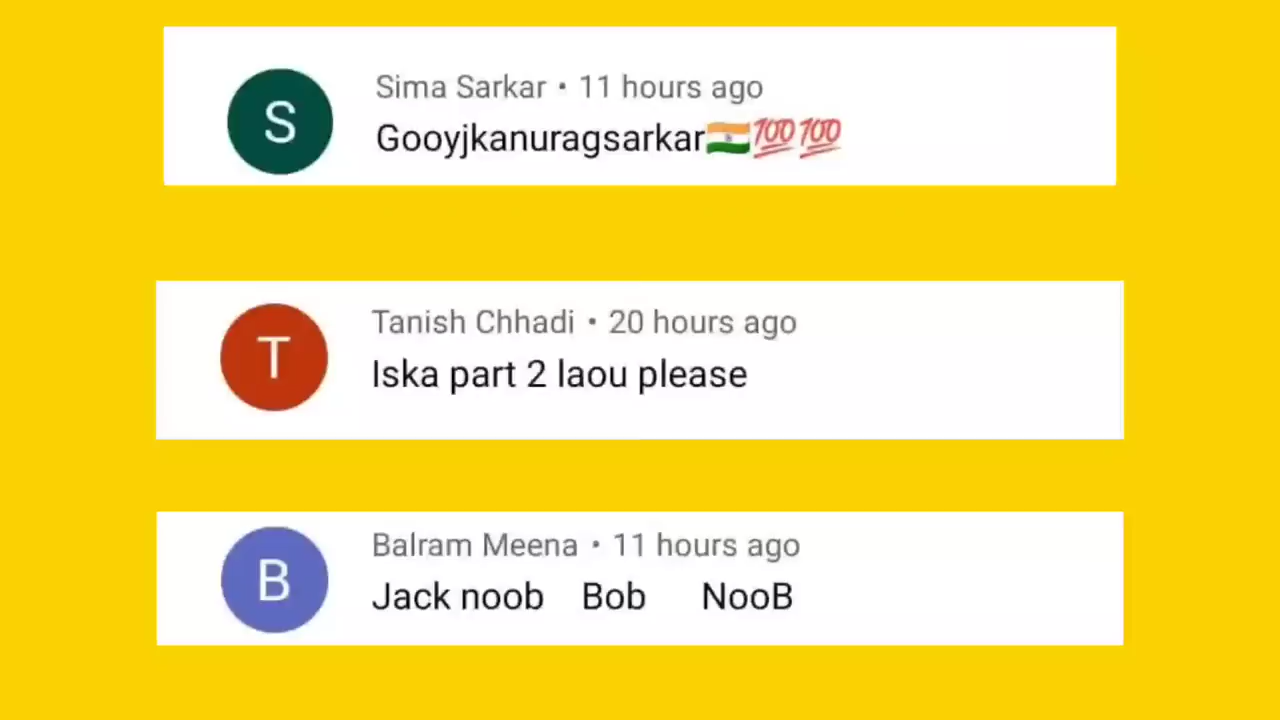 S
Sima Sarkar • 11 hours ago
Gooyjkanuragsarkar🇮🇳💯💯
T
Tanish Chhadi • 20 hours ago
Iska part 2 laou please
B
Balram Meena • 11 hours ago
Jack noob Bob NooB